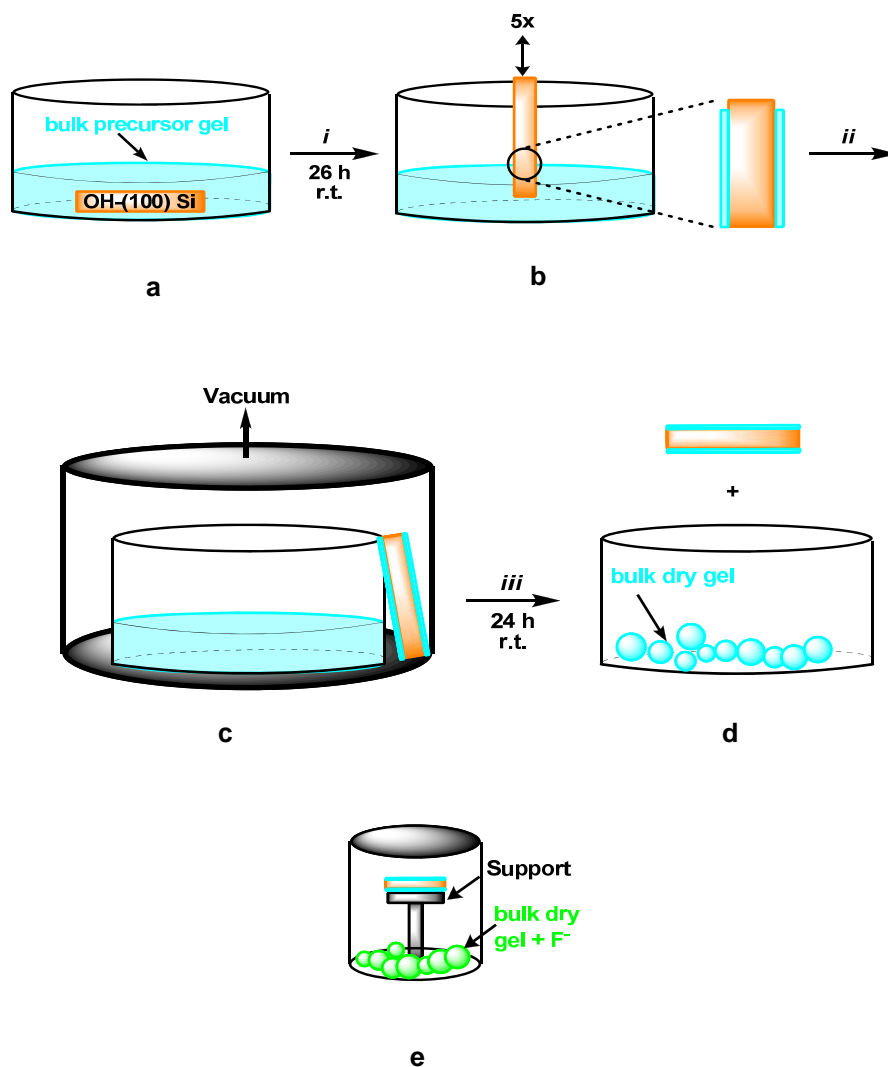 5x
bulk precursor gel
i
26 h
r.t.
ii
OH-(100) Si
a
b
Vacuum
+
iii
24 h
r.t.
bulk dry gel
c
d
Support
bulk dry
gel + F⁻
e